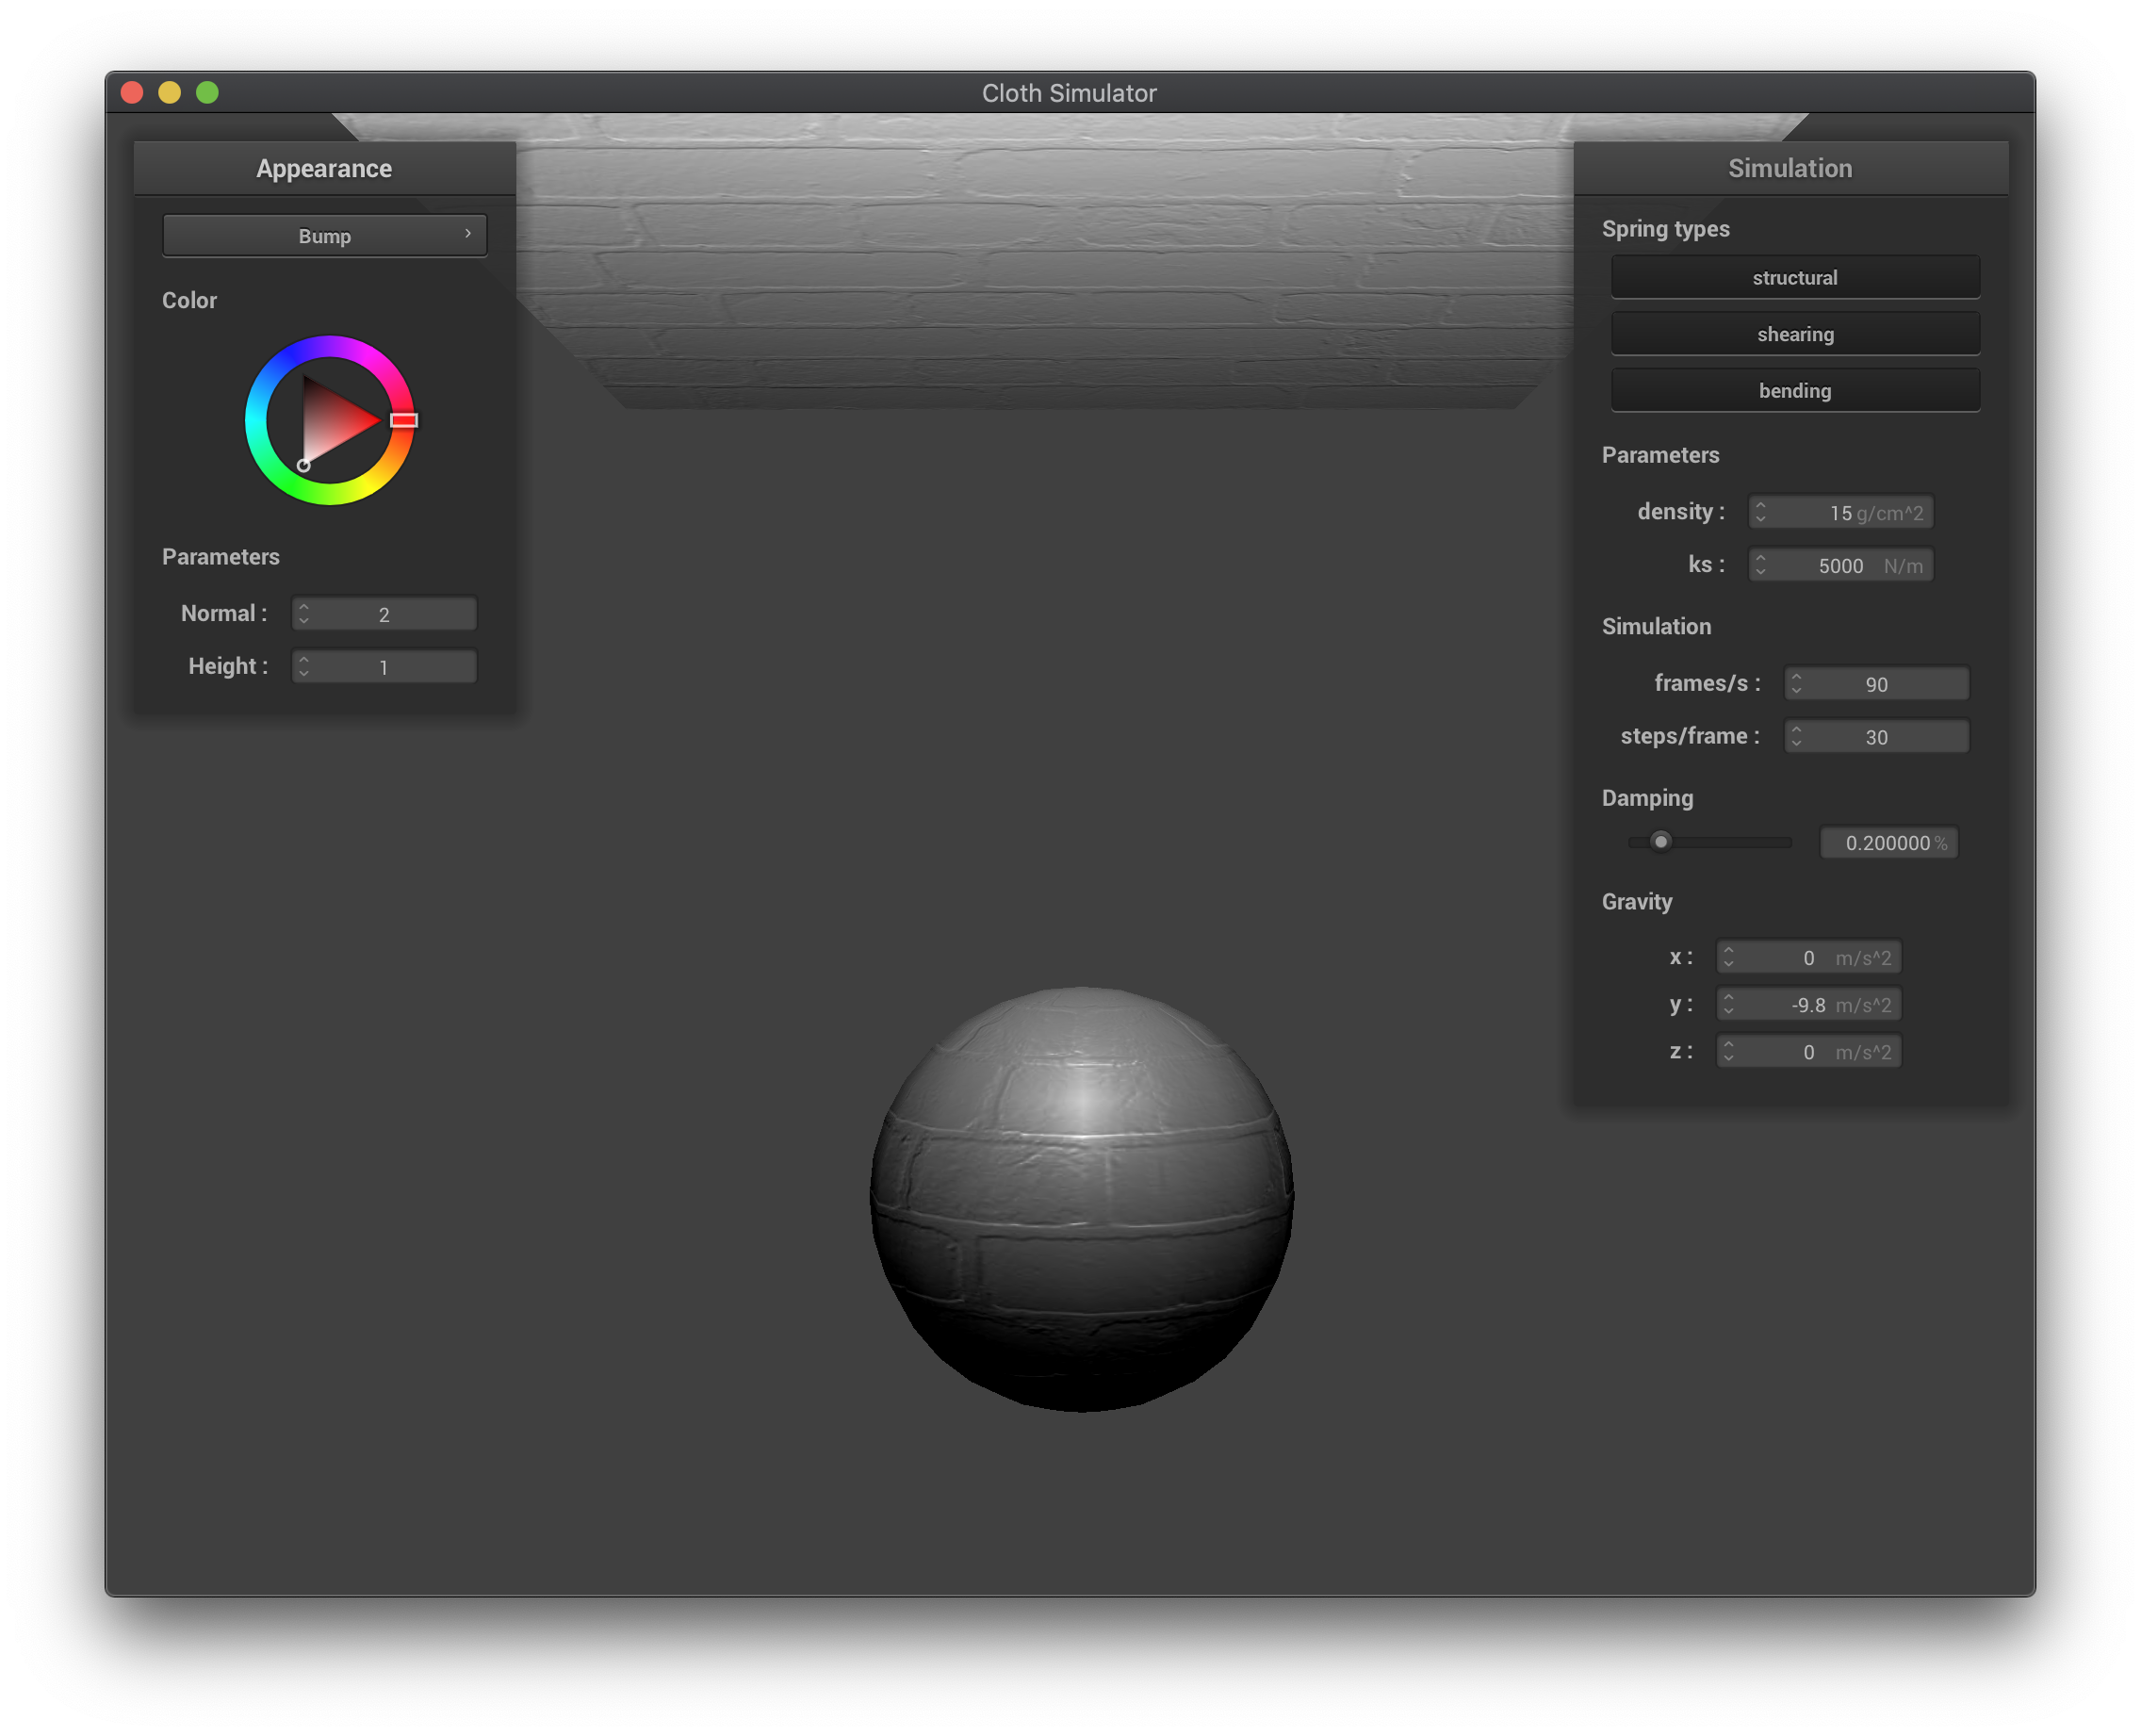 Cloth Simulator
Appearance
Bump
Color
Parameters
Normal : 2
Height : 1
Simulation
Spring types
structural
shearing
bending
Parameters
density : 15 g/cm^2
ks : 5000 N/m
Simulation
frames/s : 90
steps/frame : 30
Damping
0.200000 %
Gravity
x : 0 m/s^2
y : -9.8 m/s^2
z : 0 m/s^2